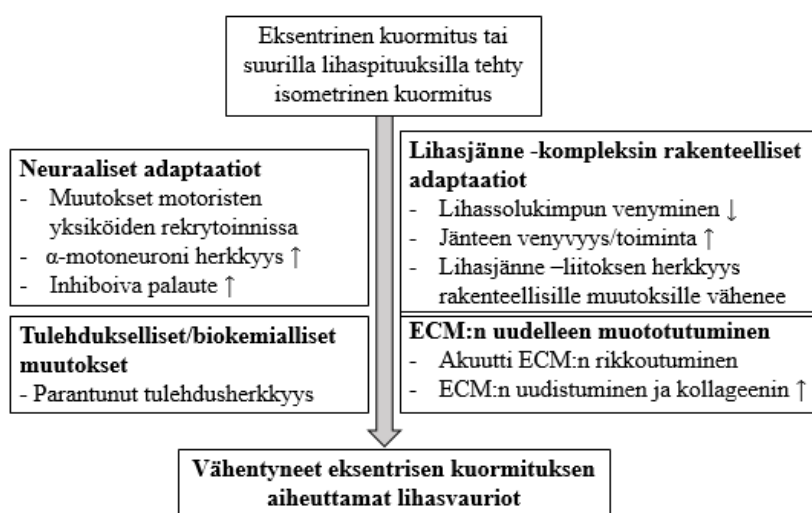 Eksentrinen kuormitus tai
suurilla lihaspituuksilla tehty
isometrinen kuormitus
Neuraaliset adaptaatiot
- Muutokset motoristen
yksiköiden rekrytoinnissa
- α-motoneuroni herkkyys ↑
- Inhiboiva palaute ↑
Lihasjänne -kompleksin rakenteelliset
adaptaatiot
- Lihassolukimpun venyminen ↓
- Jänteen venyvyys/toiminta ↑
- Lihasjänne –liitoksen herkkyys
rakenteellisille muutoksille vähenee
Tulehdukselliset/biokemialliset
muutokset
- Parantunut tulehdusherkkyys
ECM:n uudelleen muototutuminen
- Akuutti ECM:n rikkoutuminen
- ECM:n uudistuminen ja kollageenin ↑
Vähentyneet eksentrisen kuormituksen
aiheuttamat lihasvauriot